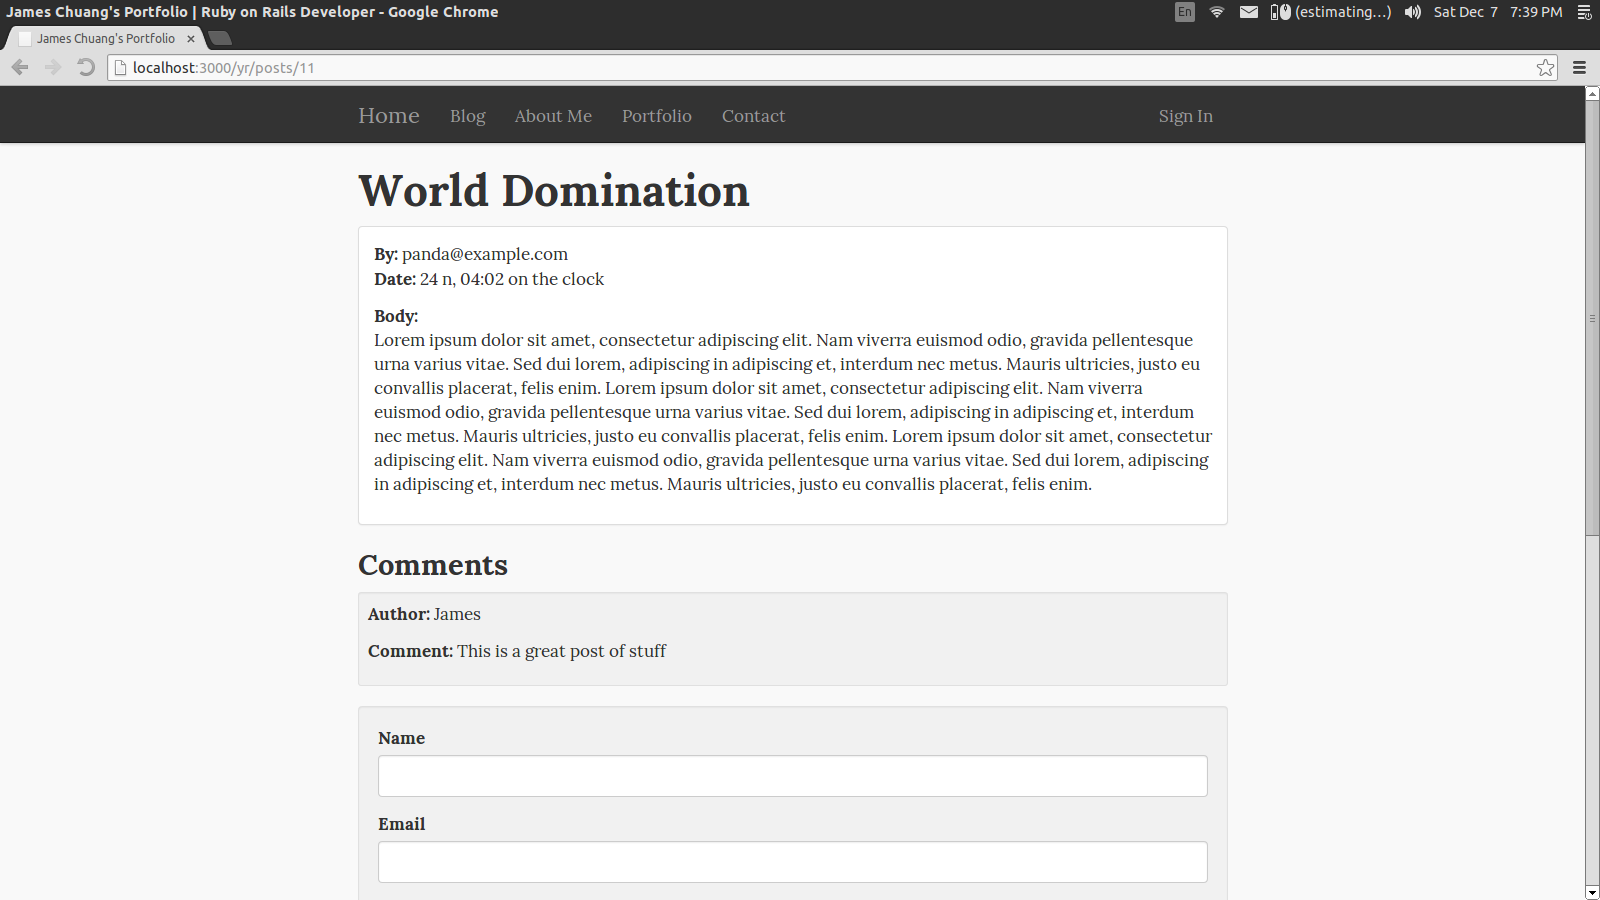 James Chuang's Portfolio | Ruby on Rails Developer - Google Chrome
En (estimating...) Sat Dec 7 7:39 PM
James Chuang's Portfolio ×
localhost:3000/yr/posts/11
Home Blog About Me Portfolio Contact Sign In
World Domination
By: panda@example.com
Date: 24 n, 04:02 on the clock
Body:
Lorem ipsum dolor sit amet, consectetur adipiscing elit. Nam viverra euismod odio, gravida pellentesque
urna varius vitae. Sed dui lorem, adipiscing in adipiscing et, interdum nec metus. Mauris ultricies, justo eu
convallis placerat, felis enim. Lorem ipsum dolor sit amet, consectetur adipiscing elit. Nam viverra
euismod odio, gravida pellentesque urna varius vitae. Sed dui lorem, adipiscing in adipiscing et, interdum
nec metus. Mauris ultricies, justo eu convallis placerat, felis enim. Lorem ipsum dolor sit amet, consectetur
adipiscing elit. Nam viverra euismod odio, gravida pellentesque urna varius vitae. Sed dui lorem, adipiscing
in adipiscing et, interdum nec metus. Mauris ultricies, justo eu convallis placerat, felis enim.
Comments
Author: James
Comment: This is a great post of stuff
Name
Email